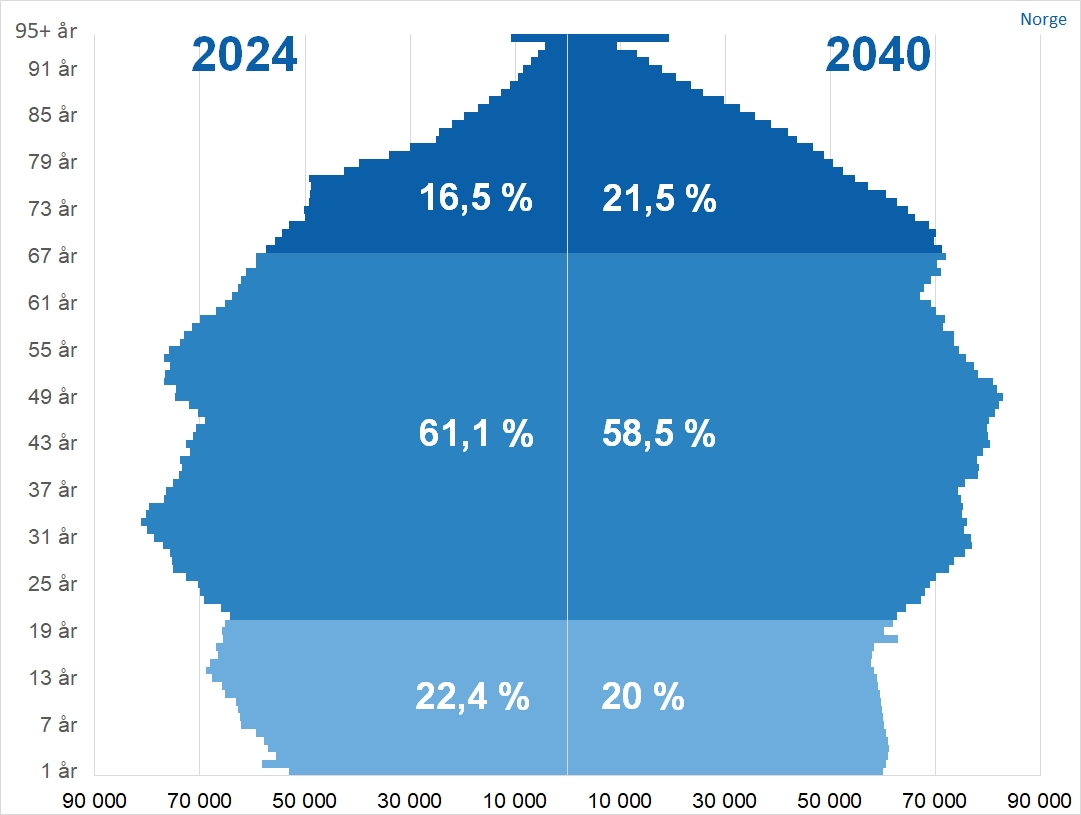 Norge
2024 2040
95+ år
91 år
85 år
79 år
73 år
67 år
61 år
55 år
49 år
43 år
37 år
31 år
25 år
19 år
13 år
7 år
1 år
16,5 % 21,5 %
61,1 % 58,5 %
22,4 % 20 %
90 000 70 000 50 000 30 000 10 000 10 000 30 000 50 000 70 000 90 000